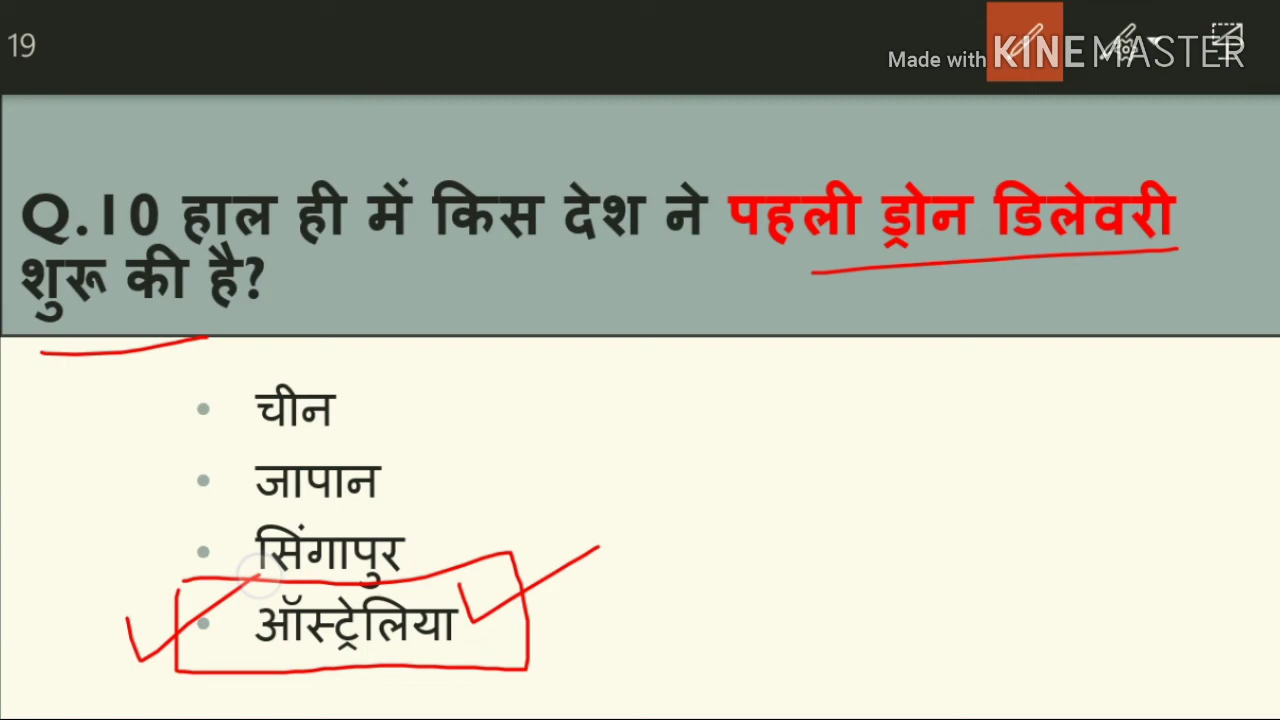 19
Made with KINEMASTER
Q.10 हाल ही में किस देश ने पहली ड्रोन डिलेवरी
शुरू की है?
• चीन
• जापान
• सिंगापुर
• ऑस्ट्रेलिया